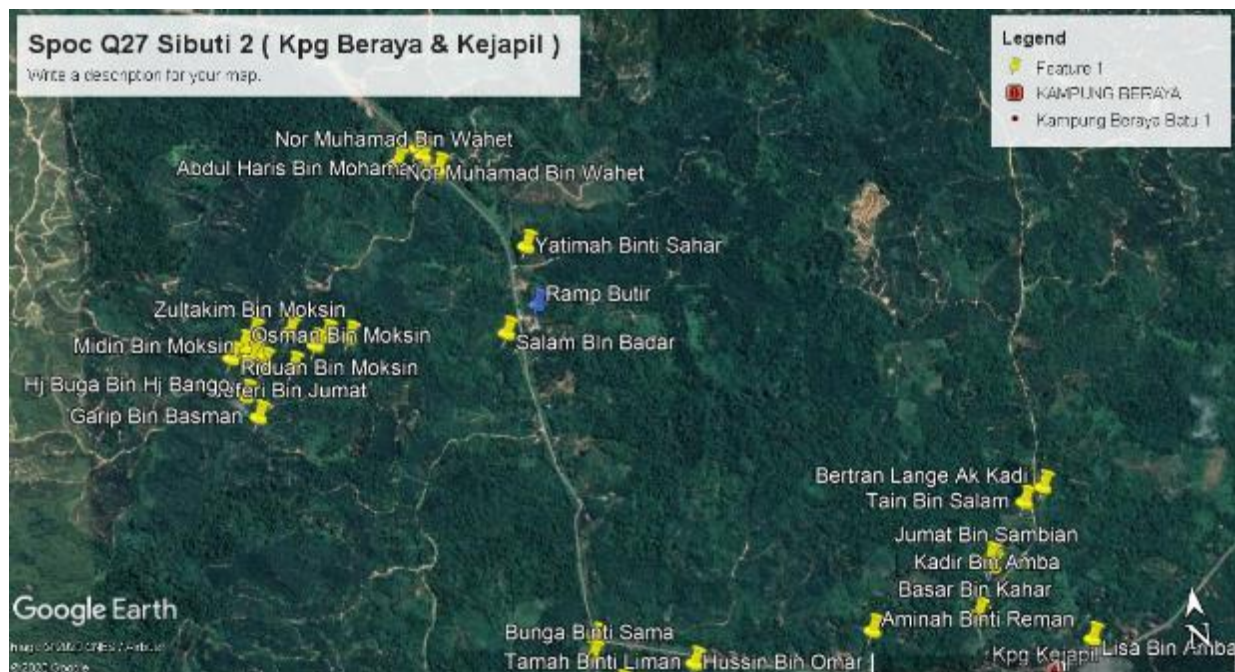 Spoc Q27 Sibuti 2 ( Kpg Beraya & Kejapil )
Write a description for your map.
Legend
Feature 1
KAMPUNG BERAYA
Kampung Beraya Batu 1
Nor Muhamad Bin Wahet
Abdul Haris Bin
Nor Muhamad Bin Wahet
Yatimah Binti Sahar
Ramp Butir
Zultakim Bin Moksin
Osman Bin Moksin
Midin Bin Moksin
Salam BIn Badar
Riduan Bin Moksin
Hj Buga Bin Hj Bango
Bin Jumat
Garip Bin Basman
Bertran Lange Ak Kadi
Tain Bin Salam
Jumat Bin Sambian
Kadir Bin Amba
Basar Bin Kahar
Google Earth
Aminah Binti Reman
Bunga Binti Sama
Lisa Bin Amba
Kpg Kejapil
Tamah Binti Liman
Hussin Bin Omar
N